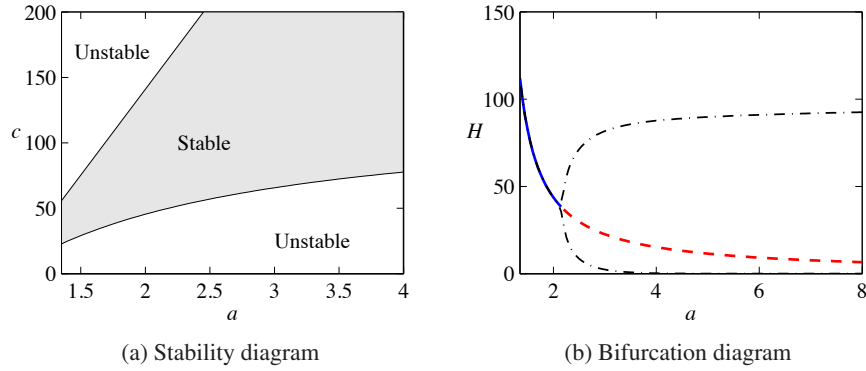 200
150
c
100
50
0
Unstable
Stable
Unstable
1.5 2 2.5 3 3.5 4
a
(a) Stability diagram
150
100
H
50
0
2 4 6 8
a
(b) Bifurcation diagram